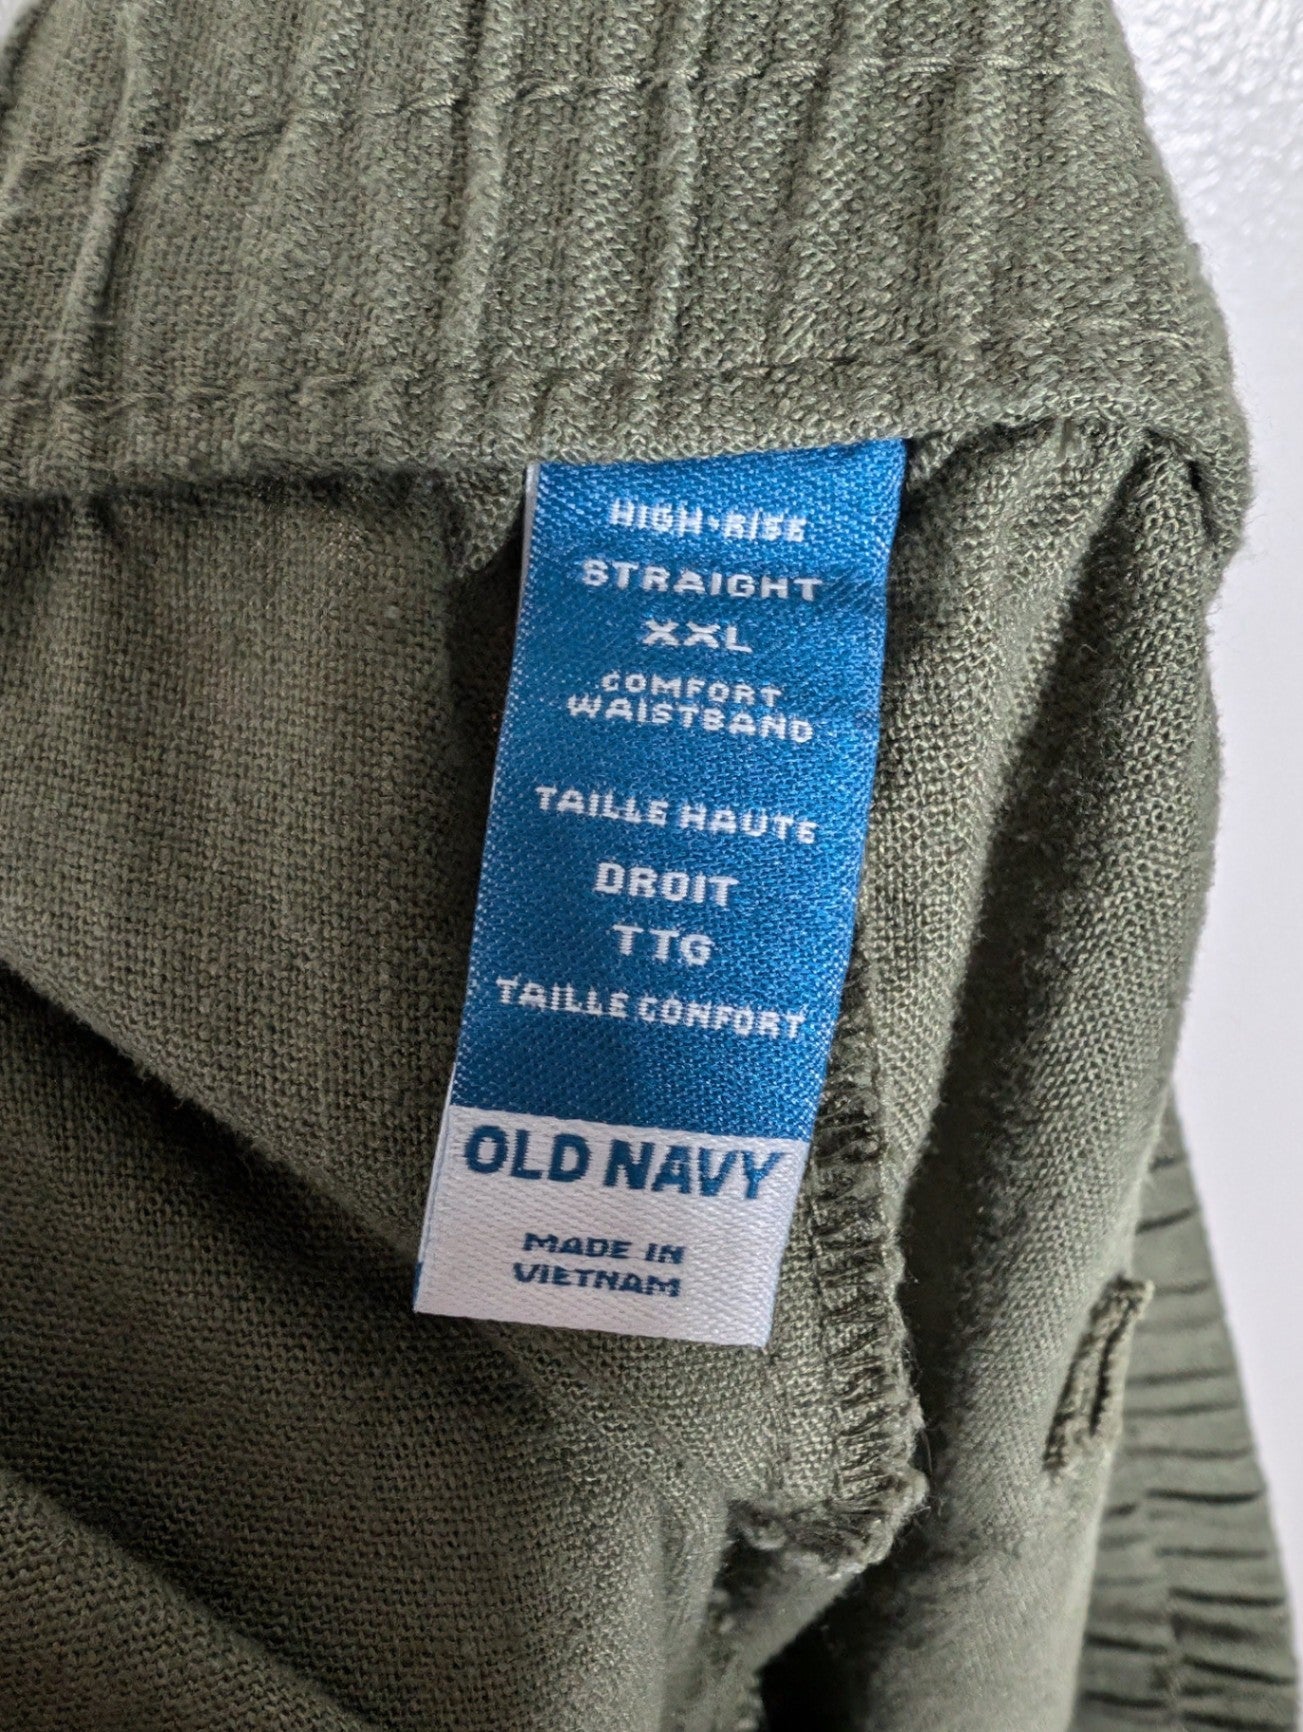 HIGH-RISE
STRAIGHT
XXL
COMFORT
WAISTBAND
TAILLE HAUTE
DROIT
TTG
TAILLE CONFORT
OLD NAVY
MADE IN
VIETNAM